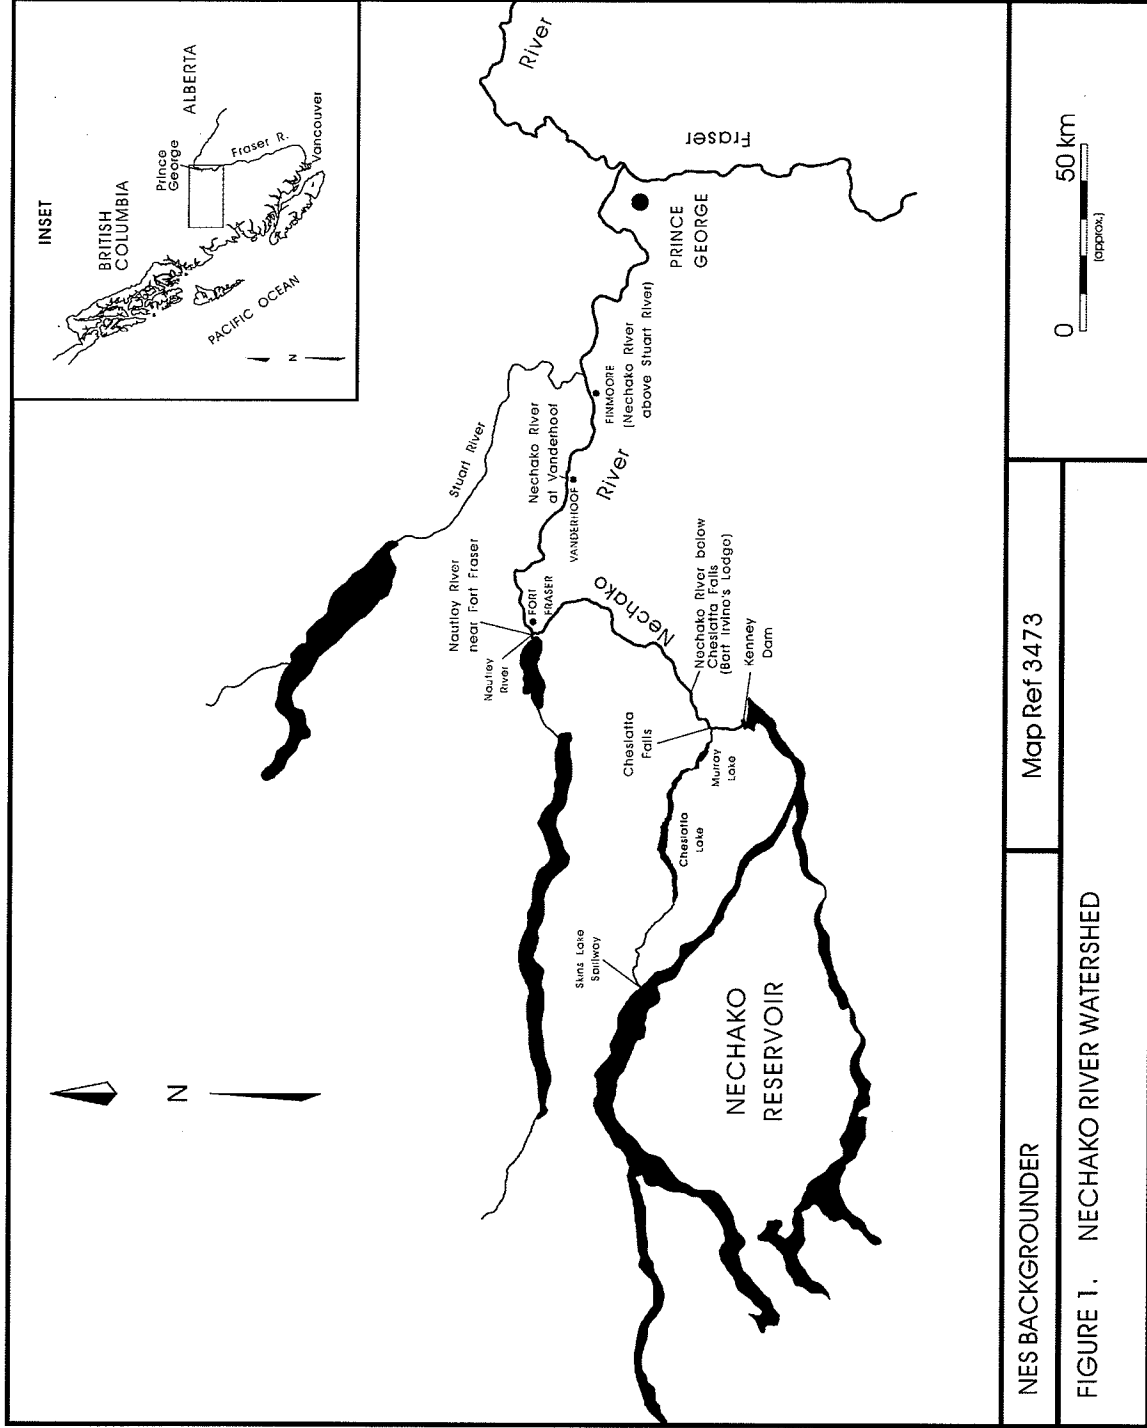 INSET
BRITISH
COLUMBIA
ALBERTA
Prince
George
Fraser R.
Vancouver
PACIFIC OCEAN
N
N
River
Fraser
PRINCE
GEORGE
Stuart River
Nechako River
at Vanderhoof
VANDERHOOF
FINMOORE
(Nechako River
above Stuart River)
River
Nechako
Nautley River
near Fort Fraser
Nautley
River
FORT
FRASER
Nechako River below
Cheslatta Falls
(Bert Irvine's Lodge)
Kenney
Dam
Cheslatta
Falls
Murray
Lake
Cheslatta
Lake
Skins Lake
Spillway
NECHAKO
RESERVOIR
0 50 km
(approx.)
NES BACKGROUNDER
Map Ref 3473
FIGURE 1. NECHAKO RIVER WATERSHED